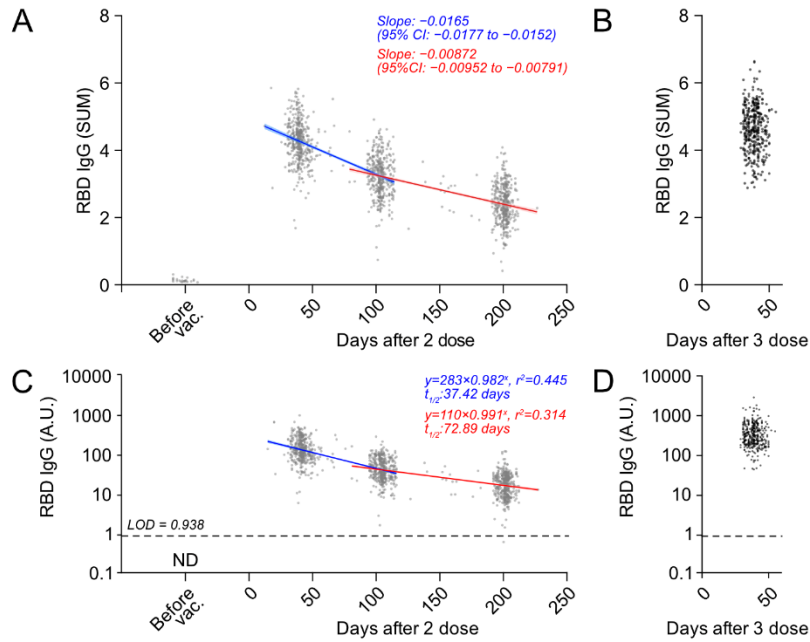 A
Slope: −0.0165
(95% CI: −0.0177 to −0.0152)
Slope: −0.00872
(95%CI: −0.00952 to −0.00791)
RBD IgG (SUM)
8
6
4
2
0
Before
vac.
0
50
100
150
200
250
Days after 2 dose
B
RBD IgG (SUM)
8
6
4
2
0
0
50
Days after 3 dose
C
y=283×0.982ˣ, r²=0.445
t1/2:37.42 days
y=110×0.991ˣ, r²=0.314
t1/2:72.89 days
RBD IgG (A.U.)
10000
1000
100
10
1
0.1
LOD = 0.938
ND
Before
vac.
0
50
100
150
200
250
Days after 2 dose
D
RBD IgG (A.U.)
10000
1000
100
10
1
0.1
0
50
Days after 3 dose